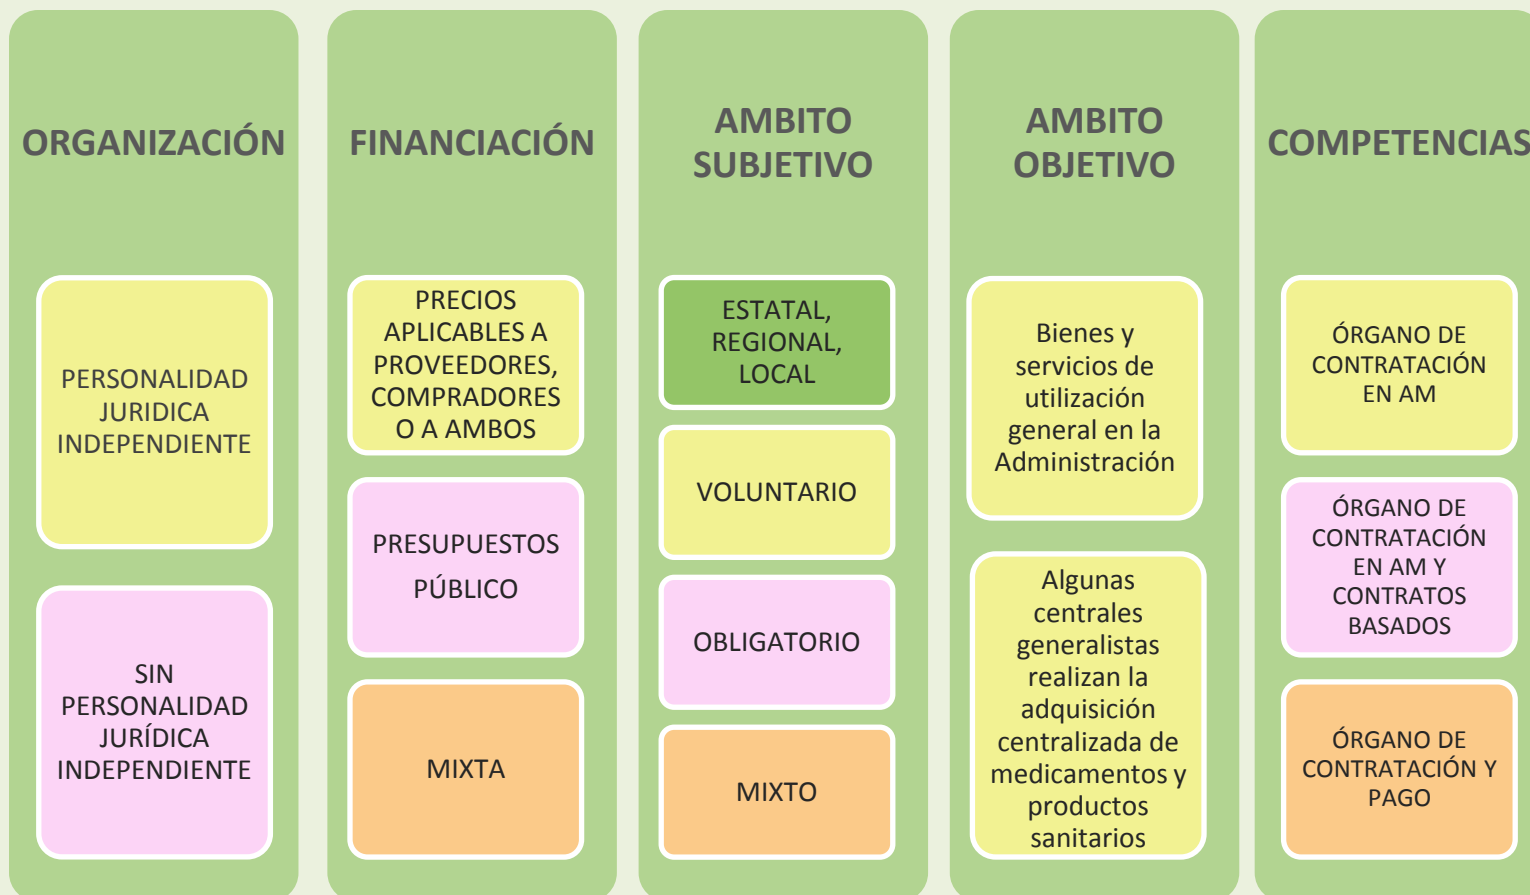 ORGANIZACIÓN
PERSONALIDAD
JURIDICA
INDEPENDIENTE
SIN
PERSONALIDAD
JURÍDICA
INDEPENDIENTE
FINANCIACIÓN
PRECIOS
APLICABLES A
PROVEEDORES,
COMPRADORES
O A AMBOS
PRESUPUESTOS
PÚBLICO
MIXTA
AMBITO
SUBJETIVO
ESTATAL,
REGIONAL,
LOCAL
VOLUNTARIO
OBLIGATORIO
MIXTO
AMBITO
OBJETIVO
Bienes y
servicios de
utilización
general en la
Administración
Algunas
centrales
generalistas
realizan la
adquisición
centralizada de
medicamentos y
productos
sanitarios
COMPETENCIAS
ÓRGANO DE
CONTRATACIÓN
EN AM
ÓRGANO DE
CONTRATACIÓN
EN AM Y
CONTRATOS
BASADOS
ÓRGANO DE
CONTRATACIÓN Y
PAGO